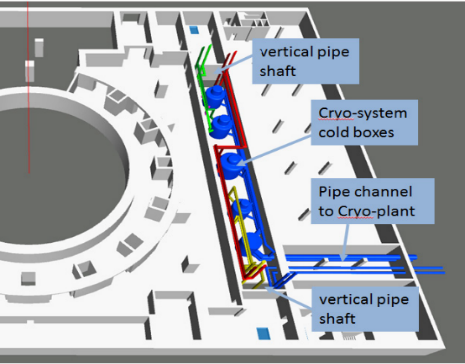 vertical pipe
shaft
Cryo-system
cold boxes
Pipe channel
to Cryo-plant
vertical pipe
shaft